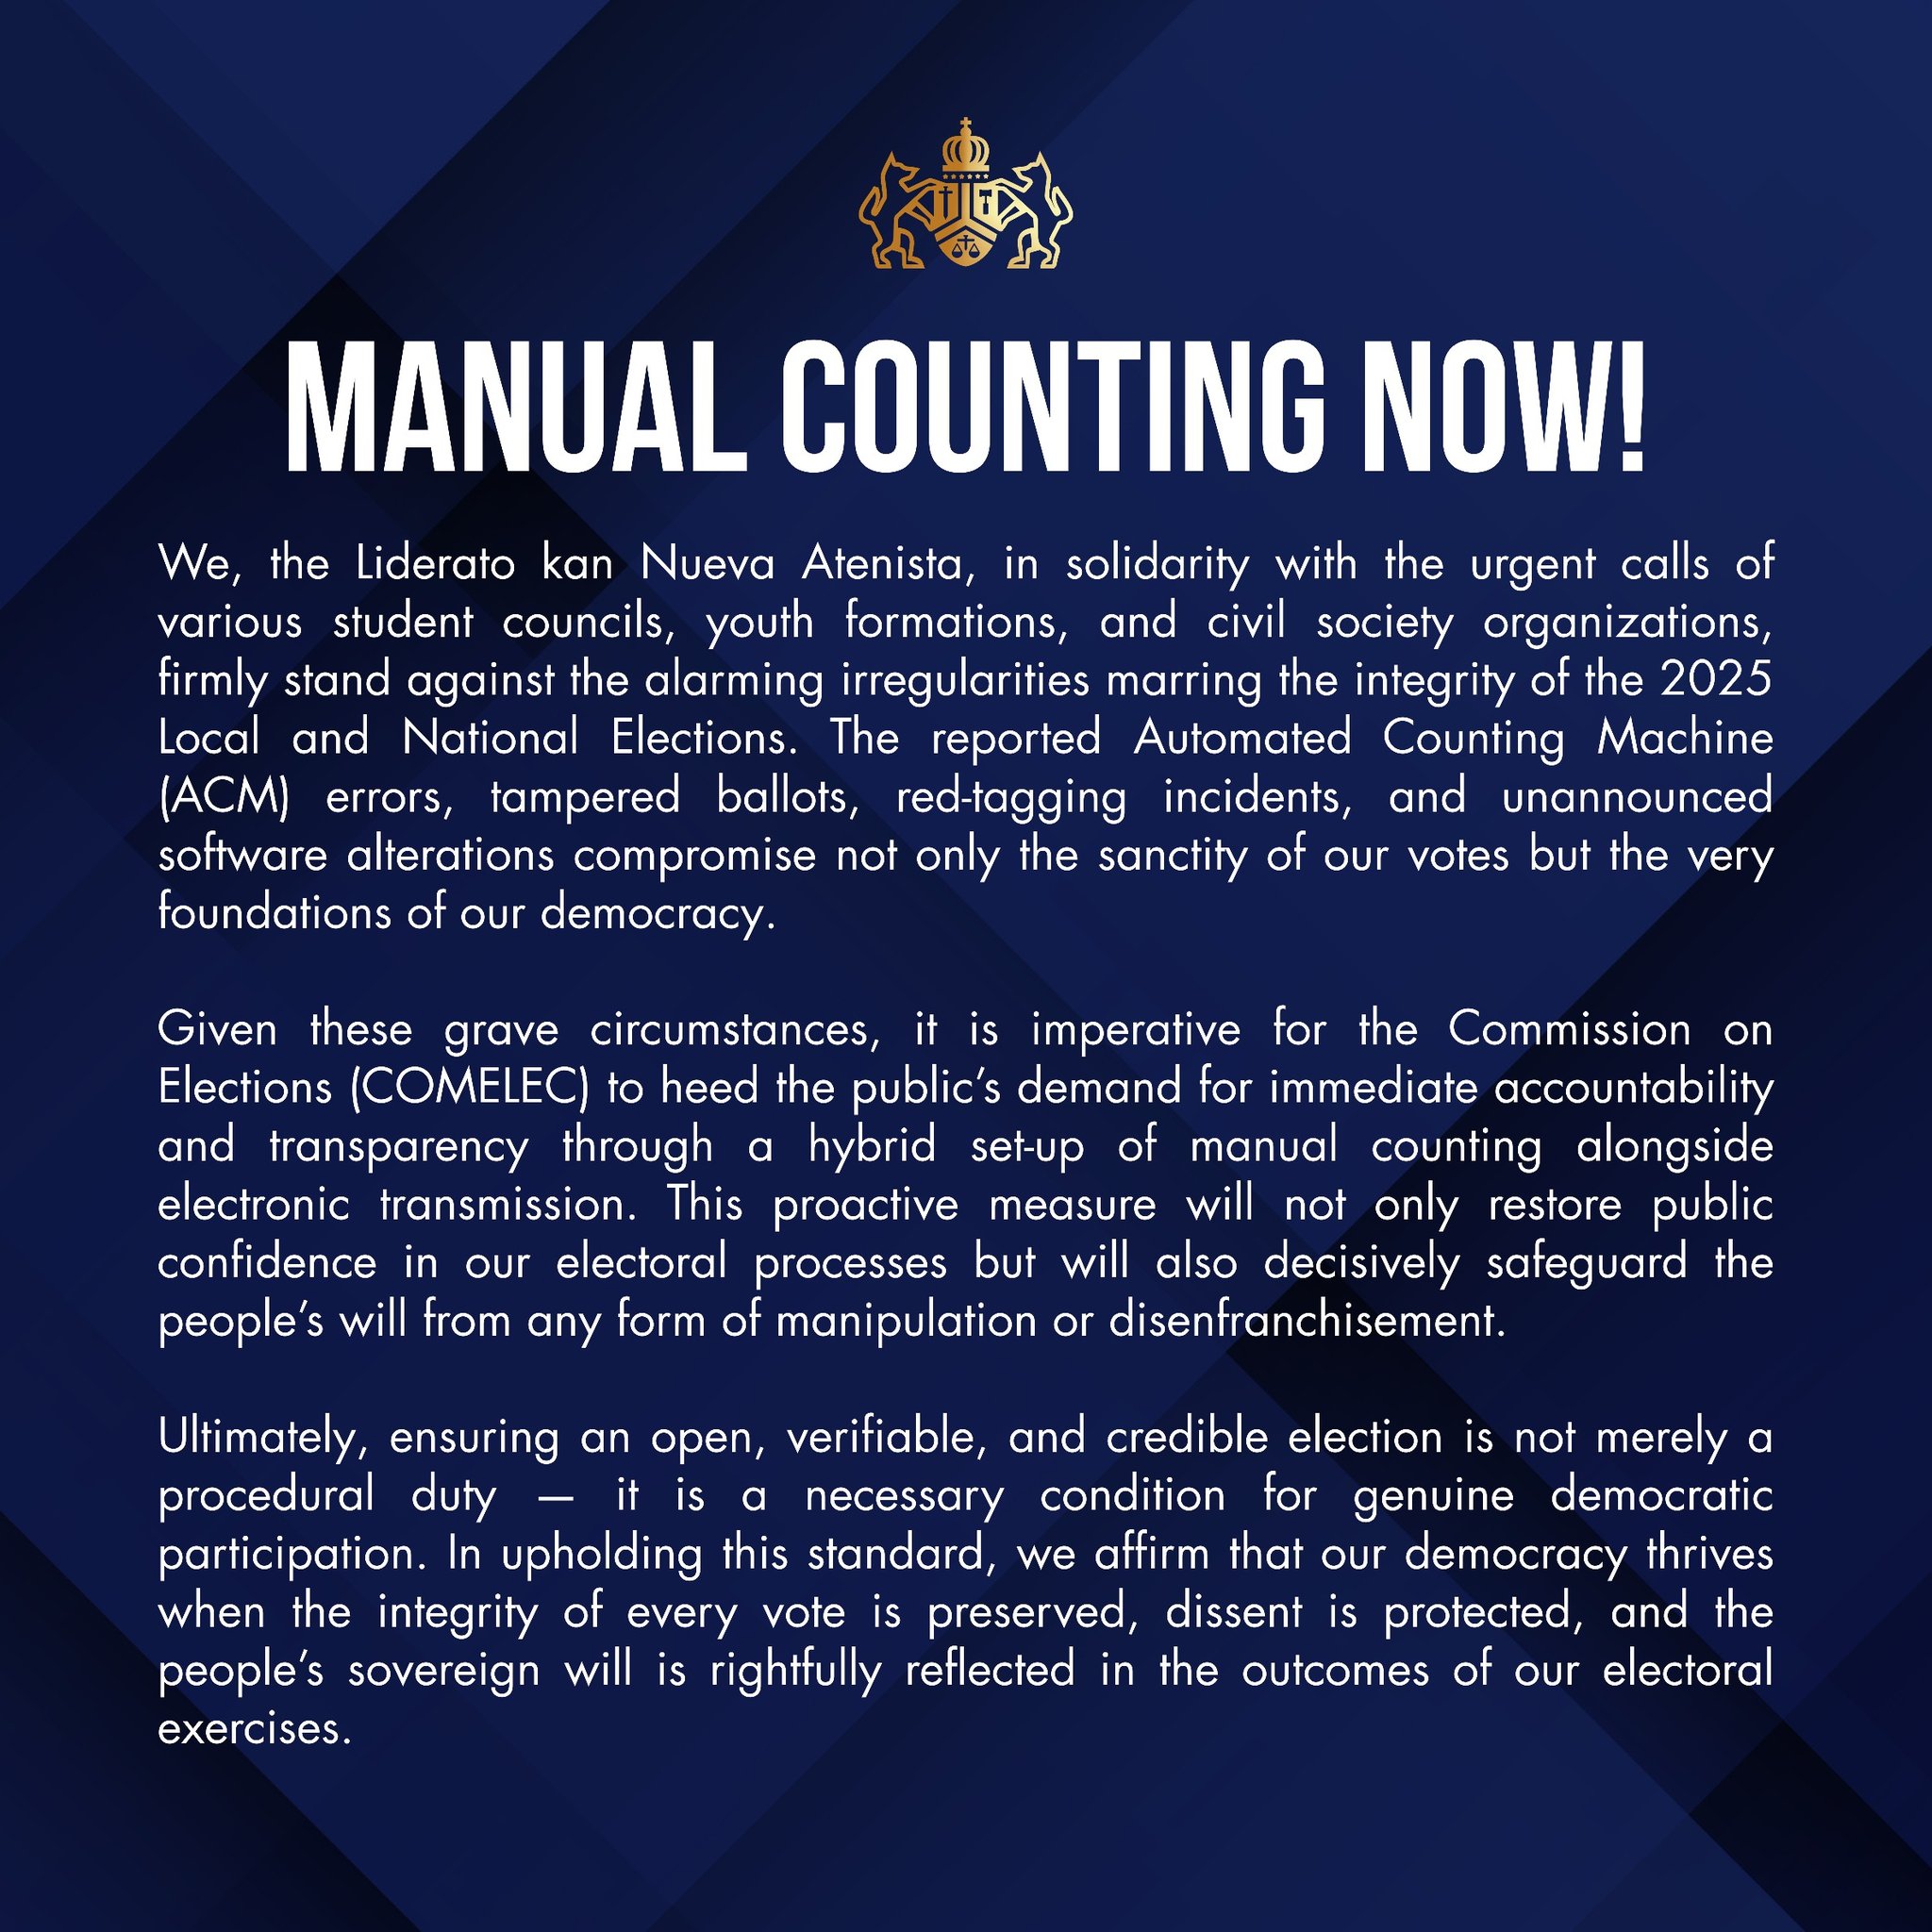 MANUAL COUNTING NOW!
We, the Liderato kan Nueva Atenista, in solidarity with the urgent calls of
various student councils, youth formations, and civil society organizations,
firmly stand against the alarming irregularities marring the integrity of the 2025
Local and National Elections. The reported Automated Counting Machine
(ACM) errors, tampered ballots, red-tagging incidents, and unannounced
software alterations compromise not only the sanctity of our votes but the very
foundations of our democracy.
Given these grave circumstances, it is imperative for the Commission on
Elections (COMELEC) to heed the public’s demand for immediate accountability
and transparency through a hybrid set-up of manual counting alongside
electronic transmission. This proactive measure will not only restore public
confidence in our electoral processes but will also decisively safeguard the
people’s will from any form of manipulation or disenfranchisement.
Ultimately, ensuring an open, verifiable, and credible election is not merely a
procedural duty — it is a necessary condition for genuine democratic
participation. In upholding this standard, we affirm that our democracy thrives
when the integrity of every vote is preserved, dissent is protected, and the
people’s sovereign will is rightfully reflected in the outcomes of our electoral
exercises.